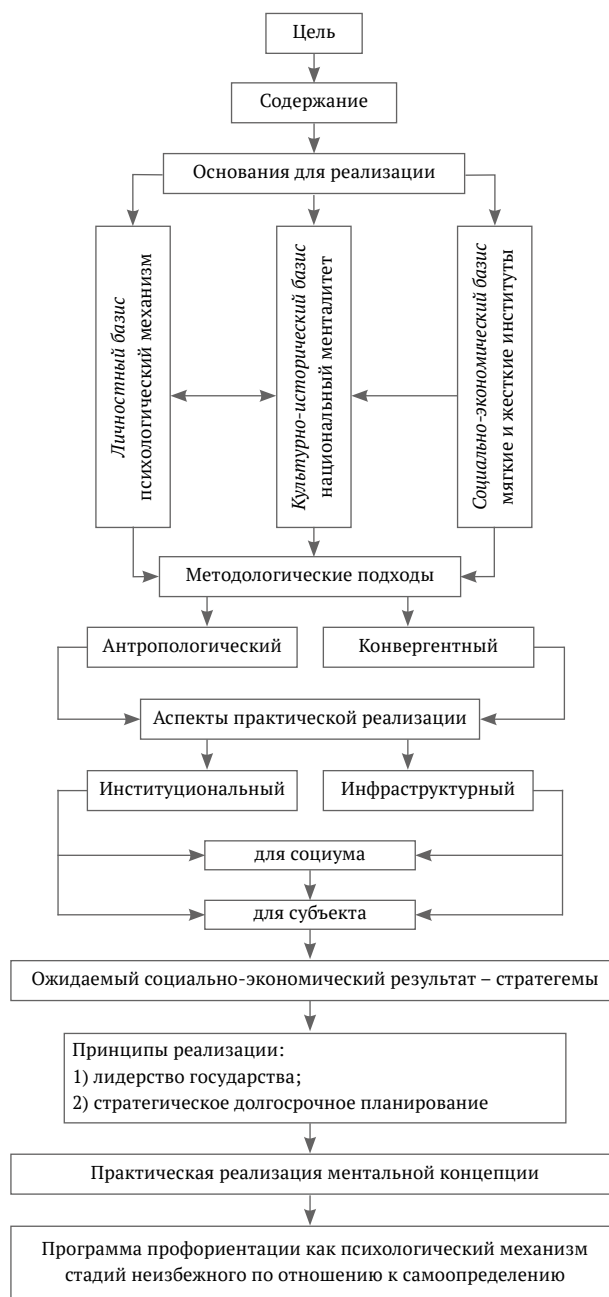 Цель
Содержание
Основания для реализации
Личностный базис
психологический механизм
Культурно-исторический базис
национальный менталитет
Социально-экономический базис
мягкие и жесткие институты
Методологические подходы
Антропологический
Конвергентный
Аспекты практической реализации
Институциональный
Инфраструктурный
для социума
для субъекта
Ожидаемый социально-экономический результат – стратегемы
Принципы реализации:
1) лидерство государства;
2) стратегическое долгосрочное планирование
Практическая реализация ментальной концепции
Программа профориентации как психологический механизм
стадий неизбежного по отношению к самоопределению